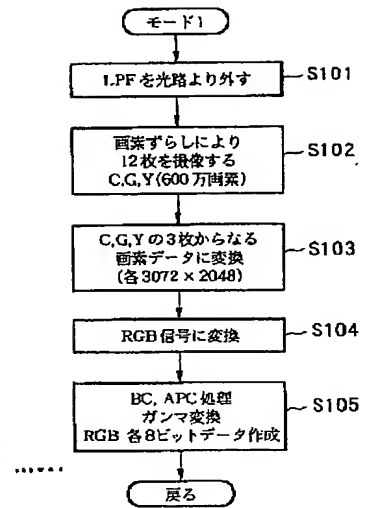 モード1
LPFを光路より外す
S101
画素ずらしにより
12枚を撮像する
C,G,Y(600万画素)
S102
C,G,Yの3枚からなる
画素データに変換
(各3072×2048)
S103
RGB信号に変換
S104
BC, APC処理
ガンマ変換
RGB 各8ビットデータ作成
S105
戻る